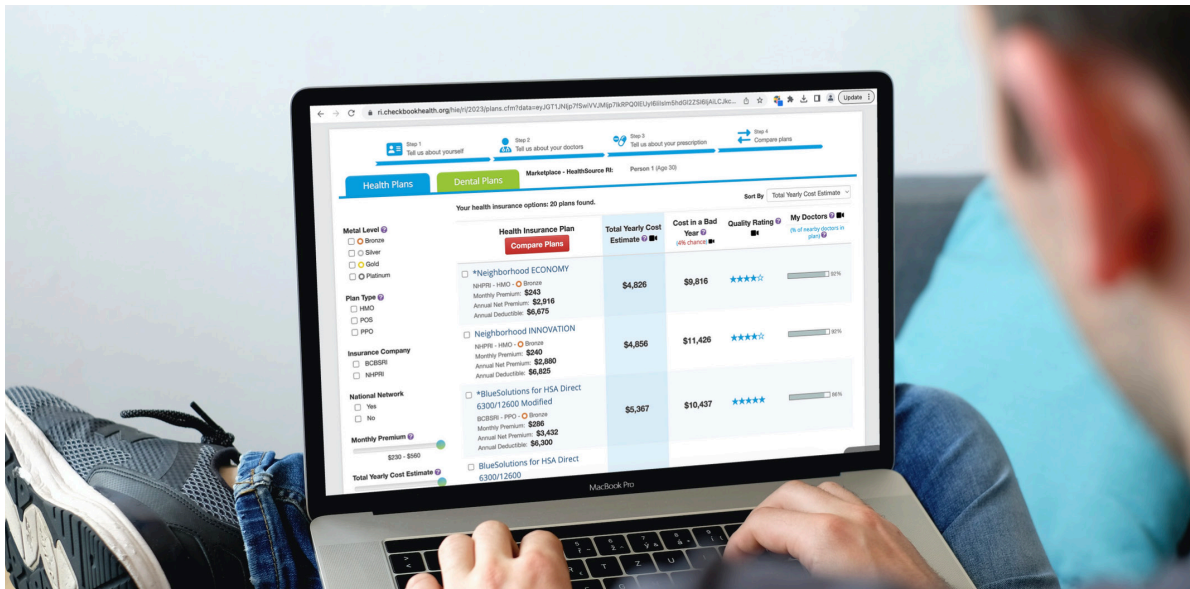 ri.checkbookhealth.org/hie/ri/2023/plans.cfm?data=
Update
Step 1
Tell us about yourself
Step 2
Tell us about your doctors
Step 3
Tell us about your prescription
Step 4
Compare plans
Health Plans
Dental Plans
Marketplace - HealthSource RI: Person 1 (Age 30)
Your health insurance options: 20 plans found.
Sort By Total Yearly Cost Estimate
Metal Level
Bronze
Silver
Gold
Platinum
Plan Type
HMO
POS
PPO
Insurance Company
BCBSRI
NHPRI
National Network
Yes
No
Monthly Premium
$230 - $560
Total Yearly Cost Estimate
Health Insurance Plan
Compare Plans
Total Yearly Cost
Estimate
Cost in a Bad
Year
(4% chance)
Quality Rating
My Doctors
(% of nearby doctors in
plan)
*Neighborhood ECONOMY
NHPRI - HMO - Bronze
Monthly Premium: $243
Annual Net Premium: $2,916
Annual Deductible: $6,675
$4,826
$9,816
92%
Neighborhood INNOVATION
NHPRI - HMO - Bronze
Monthly Premium: $240
Annual Net Premium: $2,880
Annual Deductible: $6,825
$4,856
$11,426
92%
*BlueSolutions for HSA Direct
6300/12600 Modified
BCBSRI - PPO - Bronze
Monthly Premium: $286
Annual Net Premium: $3,432
Annual Deductible: $6,300
$5,367
$10,437
86%
BlueSolutions for HSA Direct
6300/12600
MacBook Pro